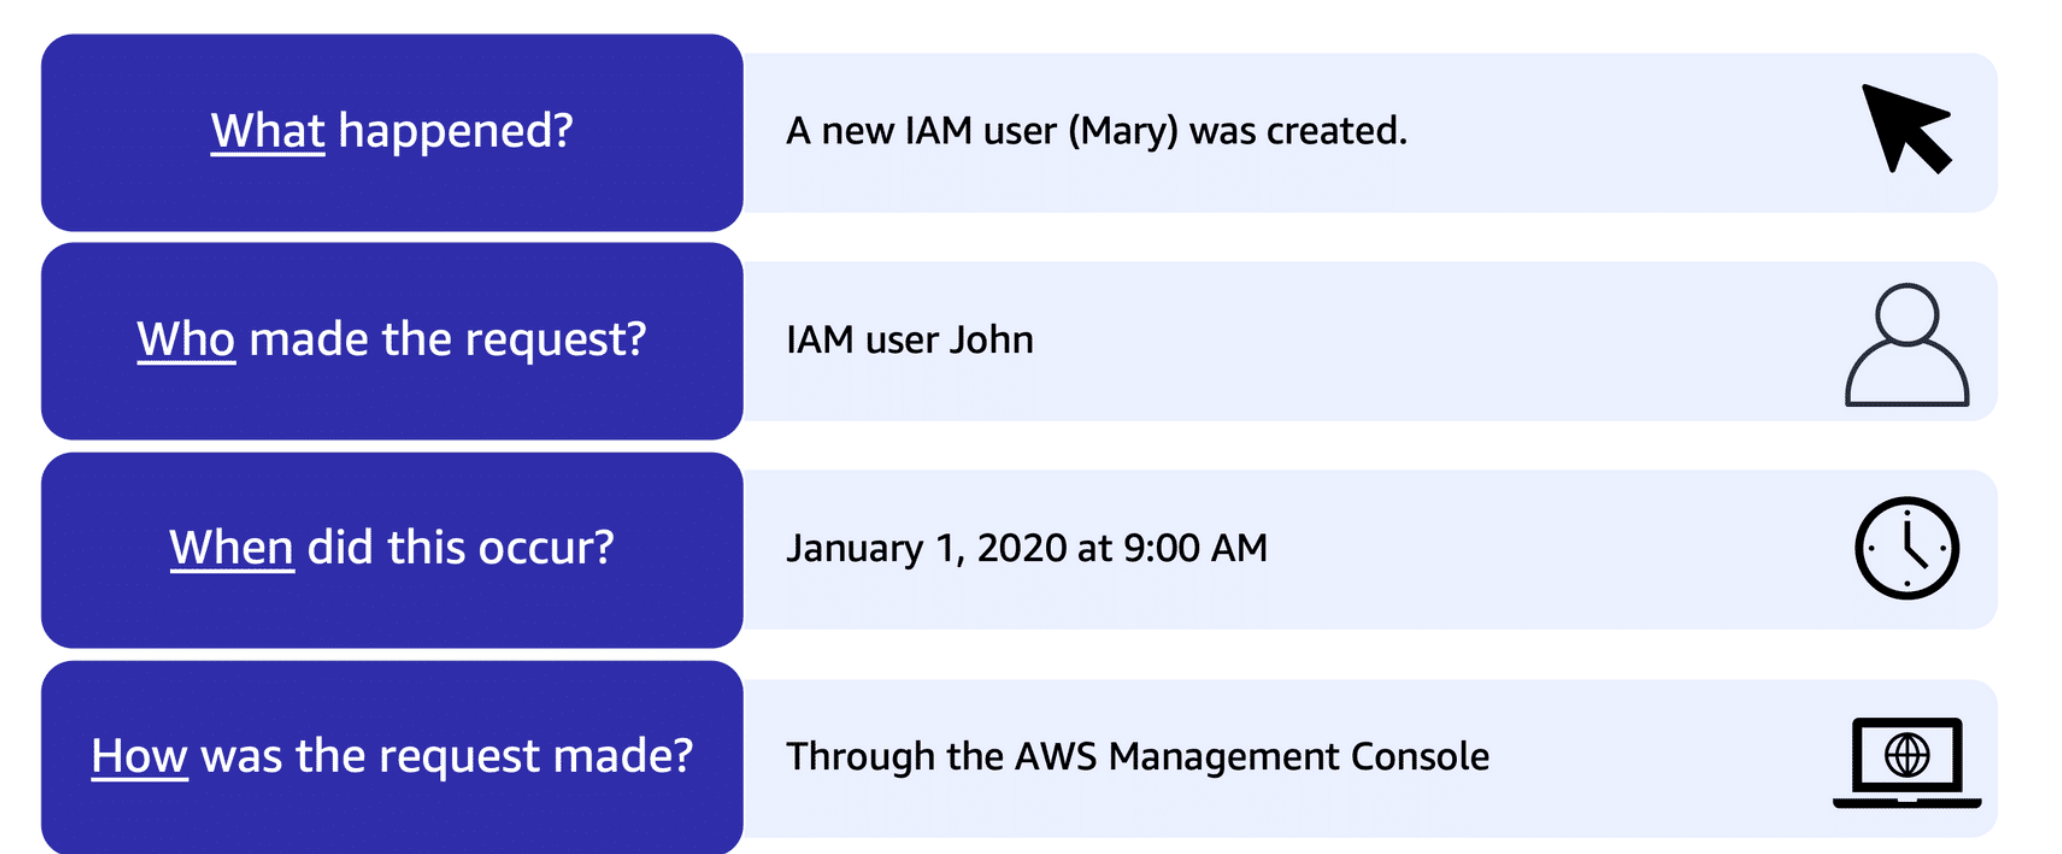 What happened?
A new IAM user (Mary) was created.
Who made the request?
IAM user John
When did this occur?
January 1, 2020 at 9:00 AM
How was the request made?
Through the AWS Management Console